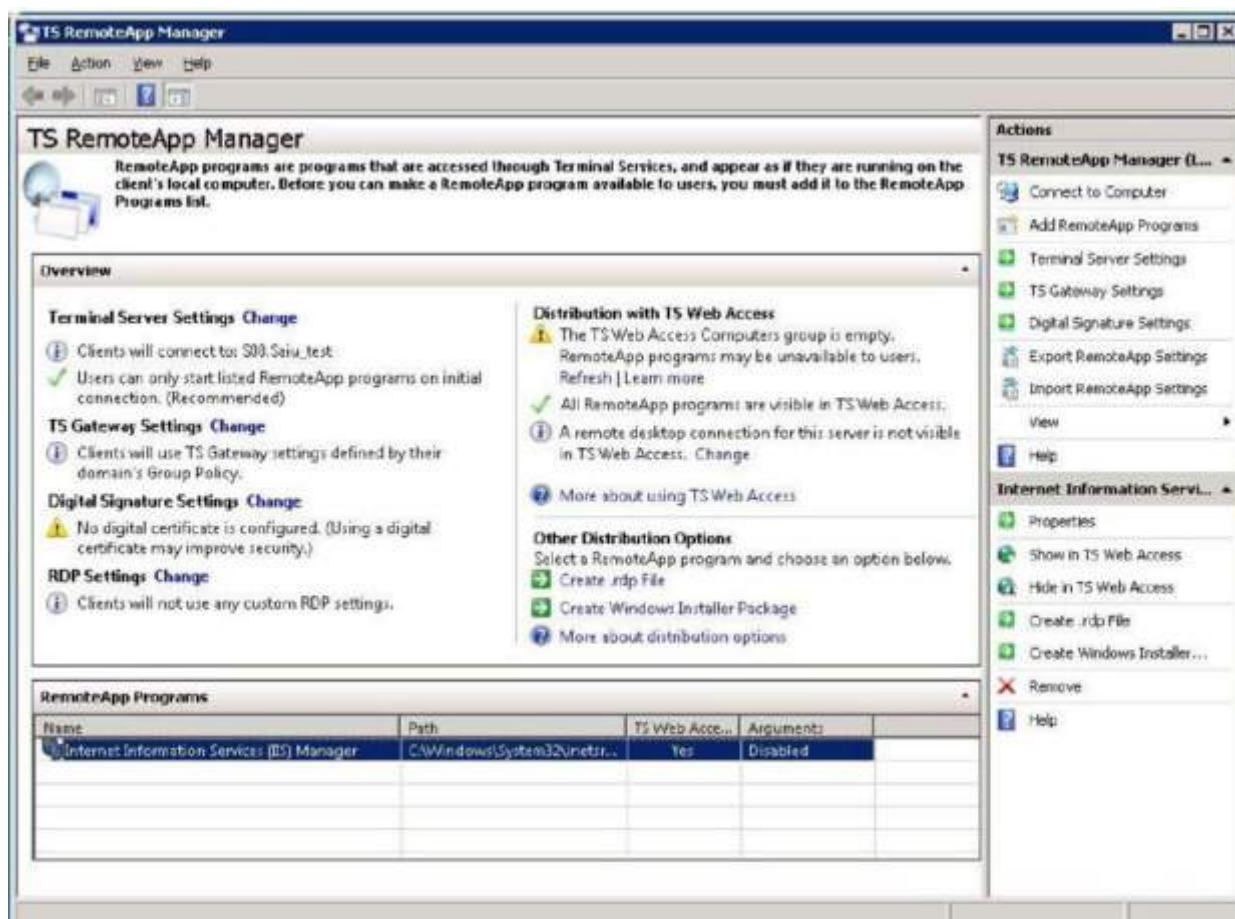 TS RemoteApp Manager
File Action View Help
TS RemoteApp Manager
RemoteApp programs are programs that are accessed through Terminal Services, and appear as if they are running on the
client's local computer. Before you can make a RemoteApp program available to users, you must add it to the RemoteApp
Programs list.
Overview
Terminal Server Settings Change
Clients will connect to: S08.Saiu_test
Users can only start listed RemoteApp programs on initial
connection. (Recommended)
TS Gateway Settings Change
Clients will use TS Gateway settings defined by their
domain's Group Policy.
Digital Signature Settings Change
No digital certificate is configured. (Using a digital
certificate may improve security.)
RDP Settings Change
Clients will not use any custom RDP settings.
Distribution with TS Web Access
The TS Web Access Computers group is empty.
RemoteApp programs may be unavailable to users.
Refresh | Learn more
All RemoteApp programs are visible in TS Web Access.
A remote desktop connection for this server is not visible
in TS Web Access. Change
More about using TS Web Access
Other Distribution Options
Select a RemoteApp program and choose an option below.
Create .rdp File
Create Windows Installer Package
More about distribution options
RemoteApp Programs
Name Path TS Web Acce... Arguments
Internet Information Services (IIS) Manager C:\Windows\System32\inetsr... Yes Disabled
Actions
TS RemoteApp Manager (L...
Connect to Computer
Add RemoteApp Programs
Terminal Server Settings
TS Gateway Settings
Digital Signature Settings
Export RemoteApp Settings
Import RemoteApp Settings
View
Help
Internet Information Servi...
Properties
Show in TS Web Access
Hide in TS Web Access
Create .rdp File
Create Windows Installer...
Remove
Help